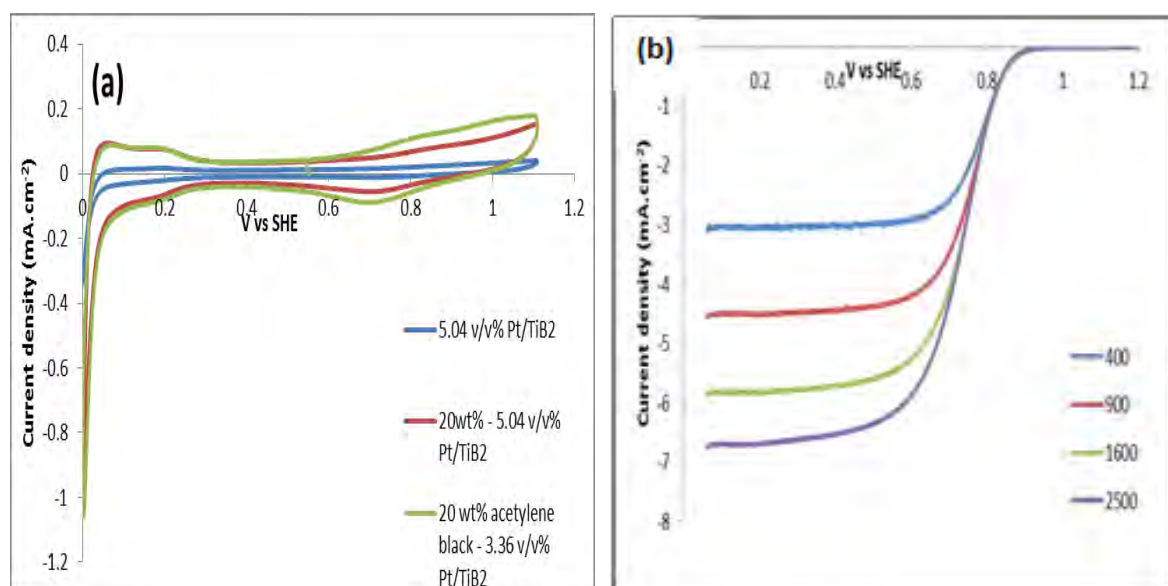 (a)
0.4
0.2
0
-0.2
-0.4
-0.6
-0.8
-1
-1.2
0
0.2
0.4
0.6
0.8
1
1.2
V vs SHE
Current density (mA.cm⁻²)
5.04 v/v% Pt/TiB2
20wt% - 5.04 v/v%
Pt/TiB2
20 wt% acetylene
black - 3.36 v/v%
Pt/TiB2
(b)
V vs SHE
0.2
0.4
0.6
0.8
1
1.2
-1
-2
-3
-4
-5
-6
-7
-8
Current density (mA.cm⁻²)
400
900
1600
2500